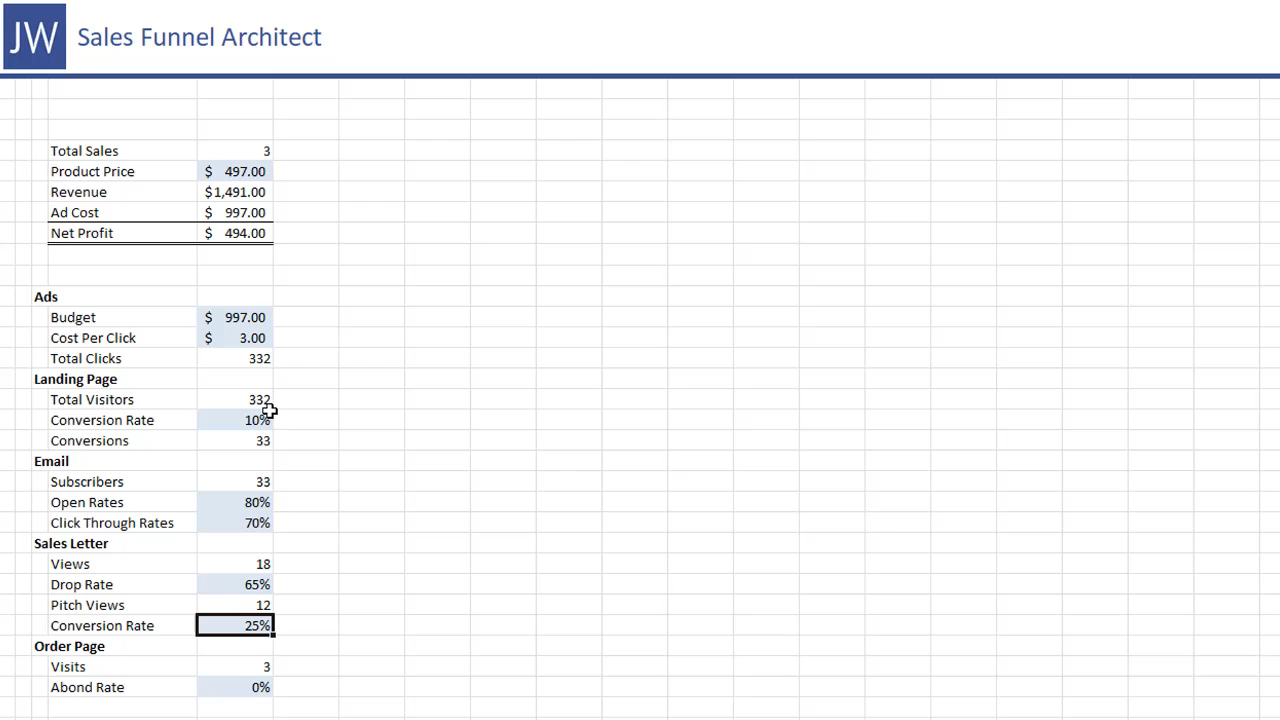 JW Sales Funnel Architect
Total Sales 3
Product Price $ 497.00
Revenue $1,491.00
Ad Cost $ 997.00
Net Profit $ 494.00
Ads
Budget $ 997.00
Cost Per Click $ 3.00
Total Clicks 332
Landing Page
Total Visitors 332
Conversion Rate 10%
Conversions 33
Email
Subscribers 33
Open Rates 80%
Click Through Rates 70%
Sales Letter
Views 18
Drop Rate 65%
Pitch Views 12
Conversion Rate 25%
Order Page
Visits 3
Abond Rate 0%